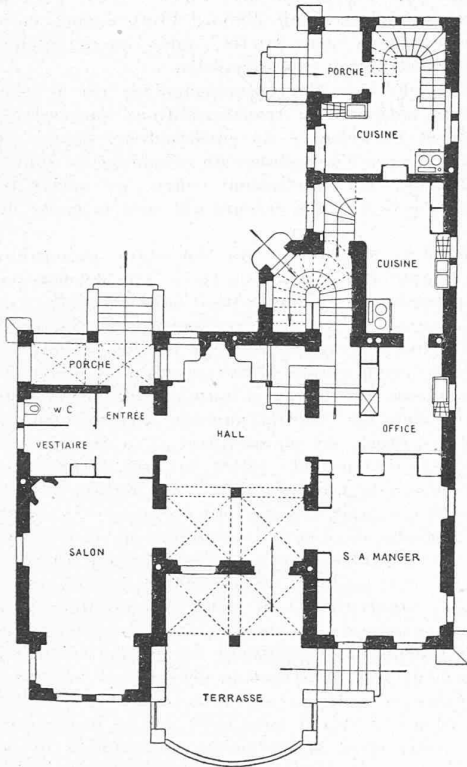 PORCHE
CUISINE
CUISINE
PORCHE
W C
ENTRÉE
VESTIAIRE
HALL
OFFICE
SALON
S. A MANGER
TERRASSE